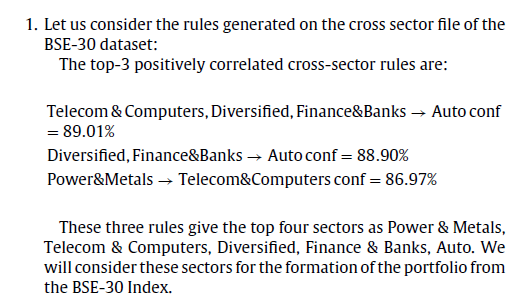 1. Let us consider the rules generated on the cross sector file of the
BSE-30 dataset:
The top-3 positively correlated cross-sector rules are:
Telecom & Computers, Diversified, Finance&Banks → Auto conf
= 89.01%
Diversified, Finance&Banks → Auto conf = 88.90%
Power&Metals → Telecom&Computers conf = 86.97%
These three rules give the top four sectors as Power & Metals,
Telecom & Computers, Diversified, Finance & Banks, Auto. We
will consider these sectors for the formation of the portfolio from
the BSE-30 Index.